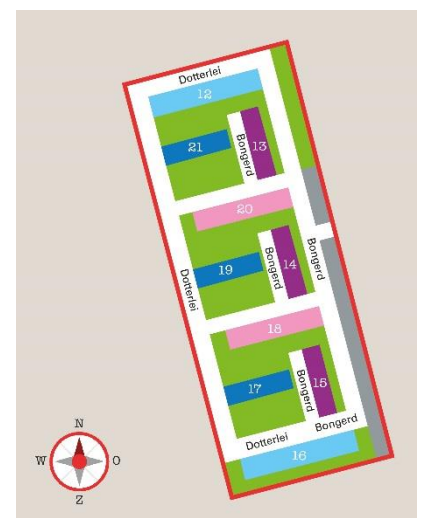 Dotterlei
12
13
21
Bongerd
20
Bongerd
14
19
Bongerd
Dotterlei
18
15
17
Bongerd
Bongerd
Dotterlei
16
N
W O
Z